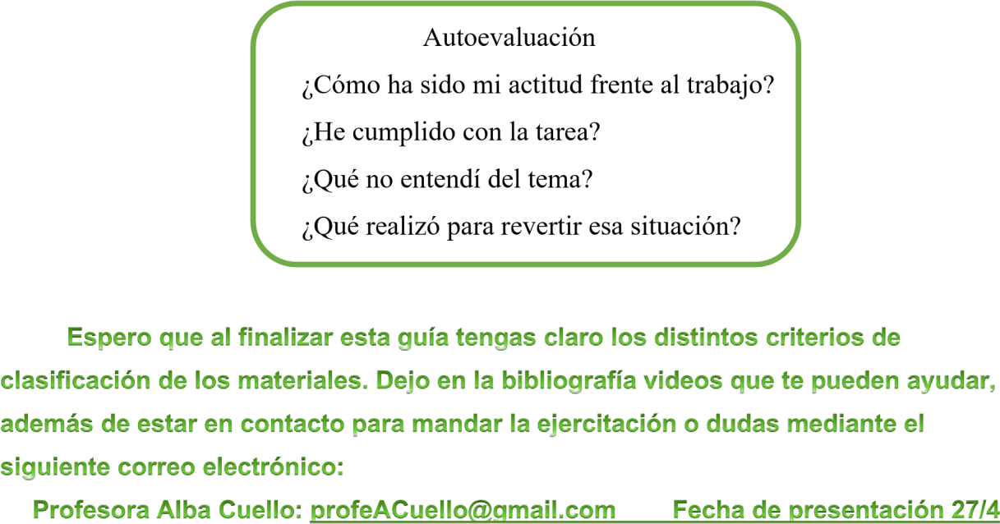 Autoevaluación
¿Cómo ha sido mi actitud frente al trabajo?
¿He cumplido con la tarea?
¿Qué no entendí del tema?
¿Qué realizó para revertir esa situación?
Espero que al finalizar esta guía tengas claro los distintos criterios de
clasificación de los materiales. Dejo en la bibliografía videos que te pueden ayudar,
además de estar en contacto para mandar la ejercitación o dudas mediante el
siguiente correo electrónico:
Profesora Alba Cuello: profeACuello@gmail.com Fecha de presentación 27/4